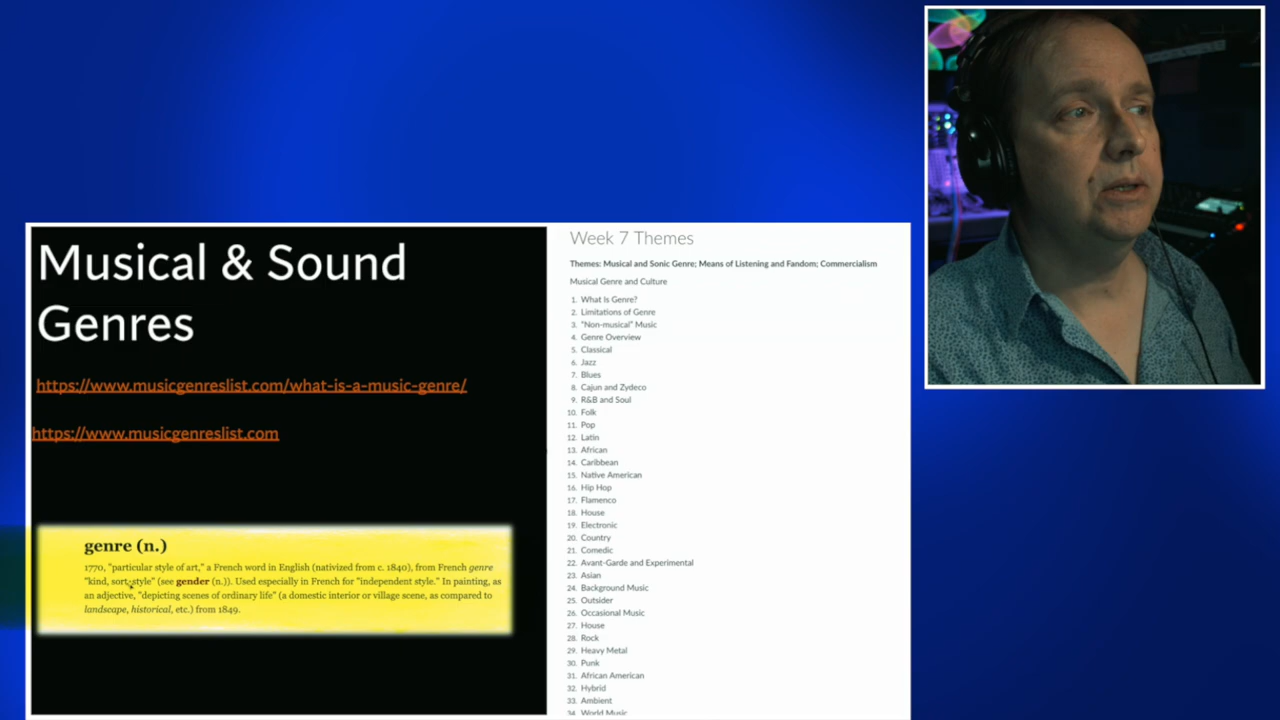 Musical & Sound
Genres
https://www.musicgenreslist.com/what-is-a-music-genre/
https://www.musicgenreslist.com
genre (n.)
1770, "particular style of art," a French word in English (nativized from c. 1840), from French genre
"kind, sort, style" (see gender (n.)). Used especially in French for "independent style." In painting, as
an adjective, "depicting scenes of ordinary life" (a domestic interior or village scene, as compared to
landscape, historical, etc.) from 1849.
Week 7 Themes
Themes: Musical and Sonic Genre; Means of Listening and Fandom; Commercialism
Musical Genre and Culture
1. What Is Genre?
2. Limitations of Genre
3. "Non-musical" Music
4. Genre Overview
5. Classical
6. Jazz
7. Blues
8. Cajun and Zydeco
9. R&B and Soul
10. Folk
11. Pop
12. Latin
13. African
14. Caribbean
15. Native American
16. Hip Hop
17. Flamenco
18. House
19. Electronic
20. Country
21. Comedic
22. Avant-Garde and Experimental
23. Asian
24. Background Music
25. Outsider
26. Occasional Music
27. House
28. Rock
29. Heavy Metal
30. Punk
31. African American
32. Hybrid
33. Ambient
34. World Music